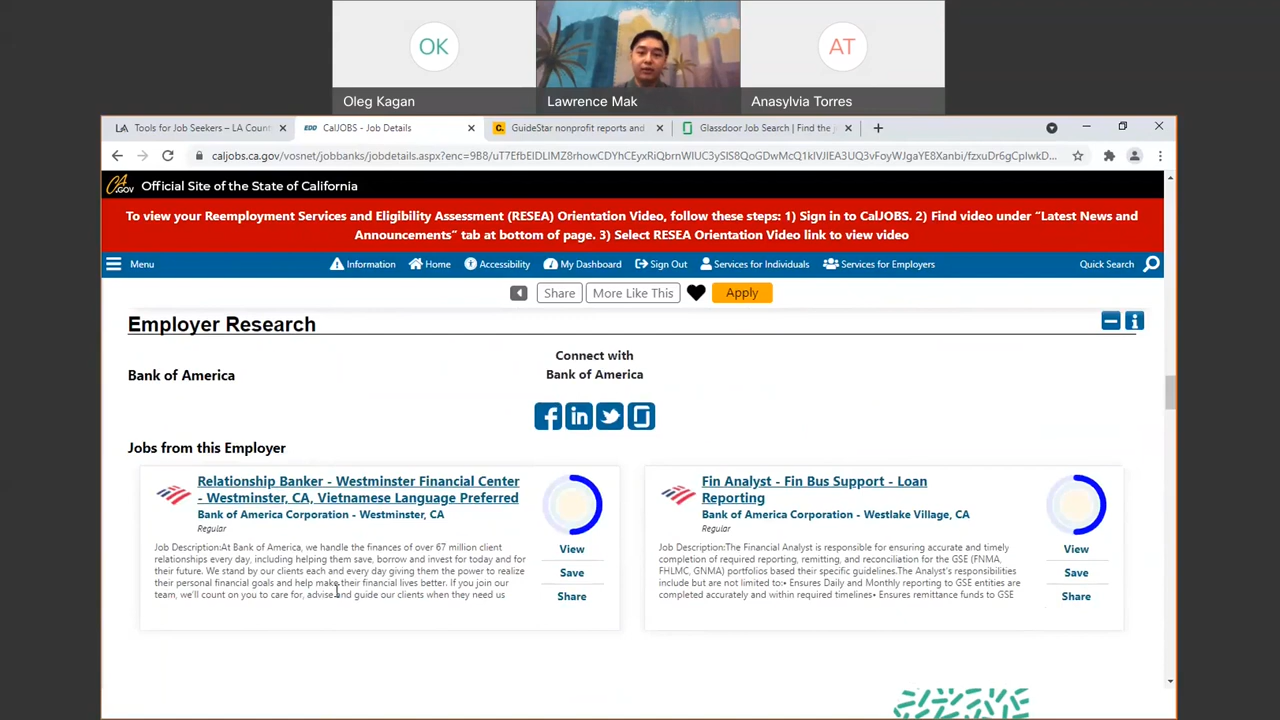 OK
AT
Oleg Kagan
Lawrence Mak
Anasylvia Torres
LA Tools for Job Seekers – LA Count
EDD CalJOBS - Job Details
GuideStar nonprofit reports and
Glassdoor Job Search | Find the j
CA.GOV Official Site of the State of California
To view your Reemployment Services and Eligibility Assessment (RESEA) Orientation Video, follow these steps: 1) Sign in to CalJOBS. 2) Find video under “Latest News and
Announcements” tab at bottom of page. 3) Select RESEA Orientation Video link to view video
Menu Information Home Accessibility My Dashboard Sign Out Services for Individuals Services for Employers Quick Search
Share More Like This Apply
Employer Research
Connect with
Bank of America
Bank of America
Jobs from this Employer
Relationship Banker - Westminster Financial Center
- Westminster, CA, Vietnamese Language Preferred
Bank of America Corporation - Westminster, CA
Regular
Job Description:At Bank of America, we handle the finances of over 67 million client
relationships every day, including helping them save, borrow and invest for today and for
their future. We stand by our clients each and every day giving them the power to realize
their personal financial goals and help make their financial lives better. If you join our
team, we'll count on you to care for, advise and guide our clients when they need us
View
Save
Share
Fin Analyst - Fin Bus Support - Loan
Reporting
Bank of America Corporation - Westlake Village, CA
Regular
Job Description:The Financial Analyst is responsible for ensuring accurate and timely
completion of required reporting, remitting, and reconciliation for the GSE (FNMA,
FHLMC, GNMA) portfolios based their specific guidelines.The Analyst's responsibilities
include but are not limited to:• Ensures Daily and Monthly reporting to GSE entities are
completed accurately and within required timelines• Ensures remittance funds to GSE
View
Save
Share